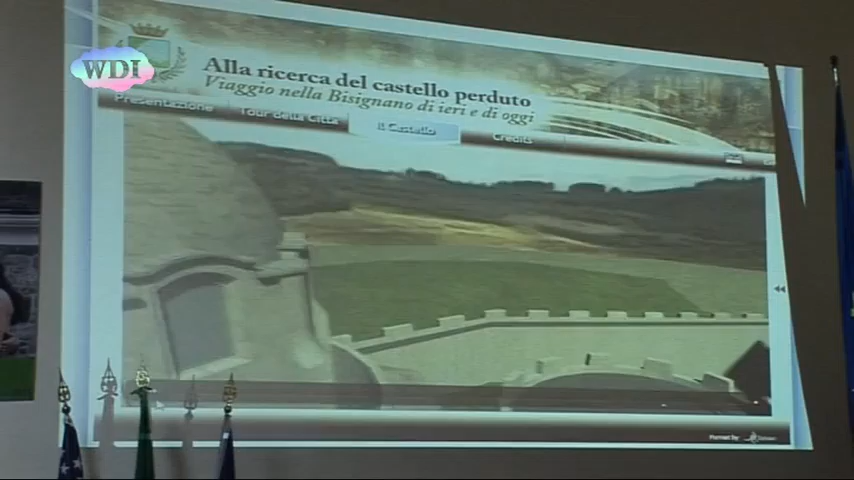 WDI
Alla ricerca del castello perduto
Viaggio nella Bisignano di ieri e di oggi
Presentazione Tour della Città Il Castello Credits